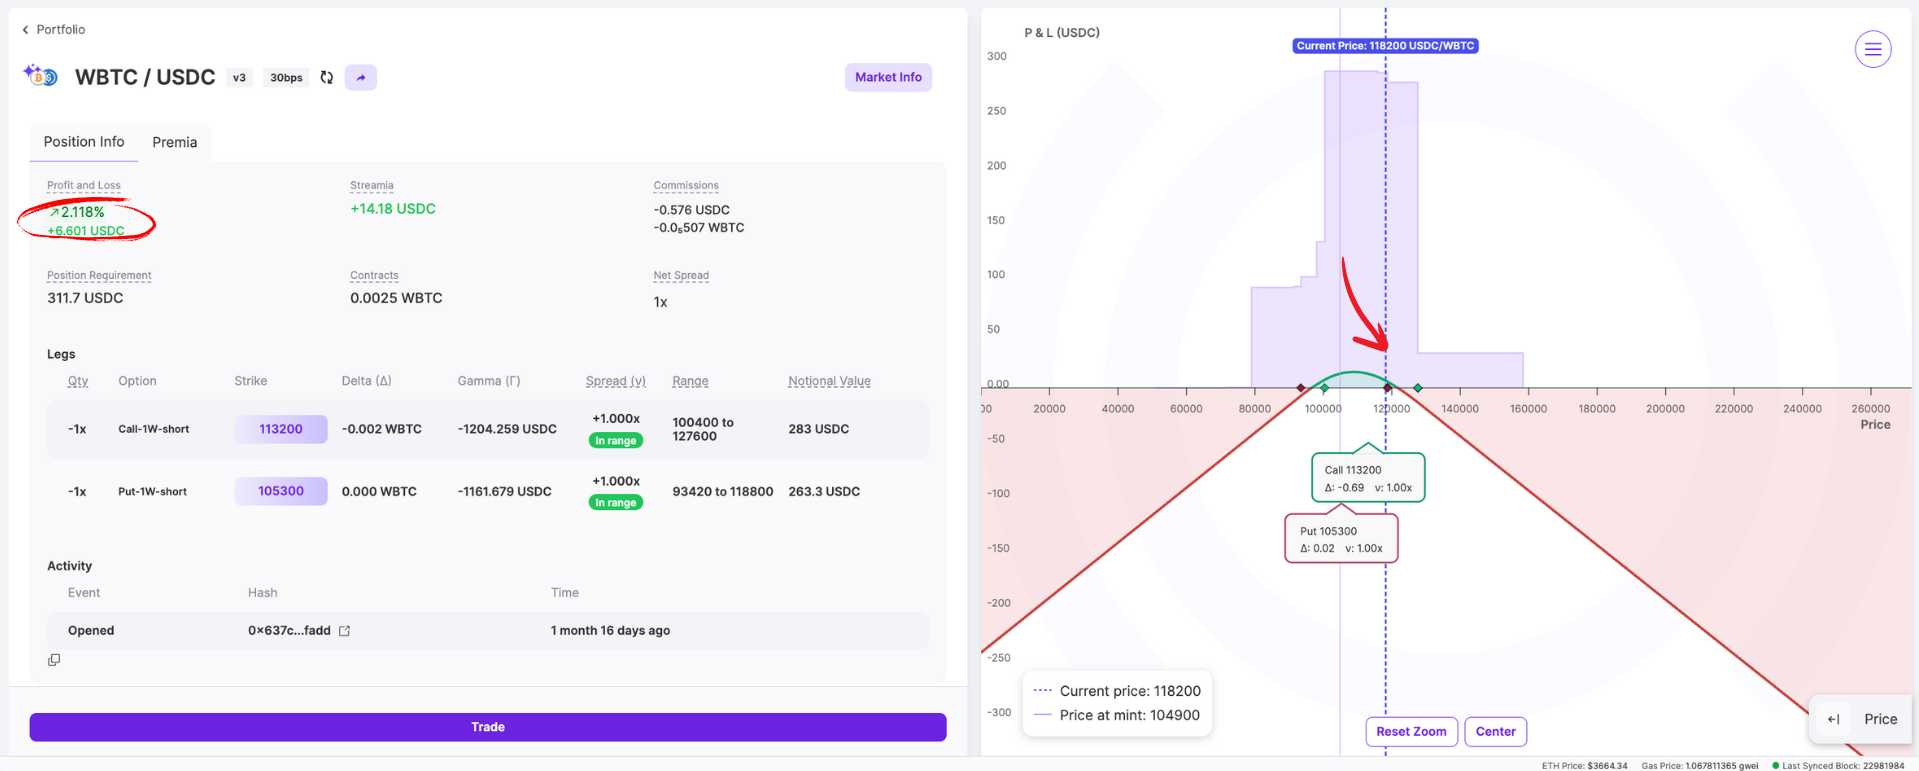 Portfolio
WBTC / USDC v3 30bps
Market Info
Position Info Premia
Profit and Loss
2.118%
+6.601 USDC
Streamia
+14.18 USDC
Commissions
-0.576 USDC
-0.0₅507 WBTC
Position Requirement
311.7 USDC
Contracts
0.0025 WBTC
Net Spread
1x
Legs
Qty Option Strike Delta (Δ) Gamma (Γ) Spread (v) Range Notional Value
-1x Call-1W-short 113200 -0.002 WBTC -1204.259 USDC +1.000x In range 100400 to 127600 283 USDC
-1x Put-1W-short 105300 0.000 WBTC -1161.679 USDC +1.000x In range 93420 to 118800 263.3 USDC
Activity
Event Hash Time
Opened 0x637c...fadd 1 month 16 days ago
Trade
P & L (USDC)
Current Price: 118200 USDC/WBTC
300
250
200
150
100
50
0.00
-50
-100
-150
-200
-250
-300
00 20000 40000 60000 80000 100000 120000 140000 160000 180000 200000 220000 240000 260000
Price
Call 113200
Δ: -0.69 v: 1.00x
Put 105300
Δ: 0.02 v: 1.00x
Current price: 118200
Price at mint: 104900
Reset Zoom Center
Price
ETH Price: $3664.34 Gas Price: 1.067811365 gwei Last Synced Block: 22981984